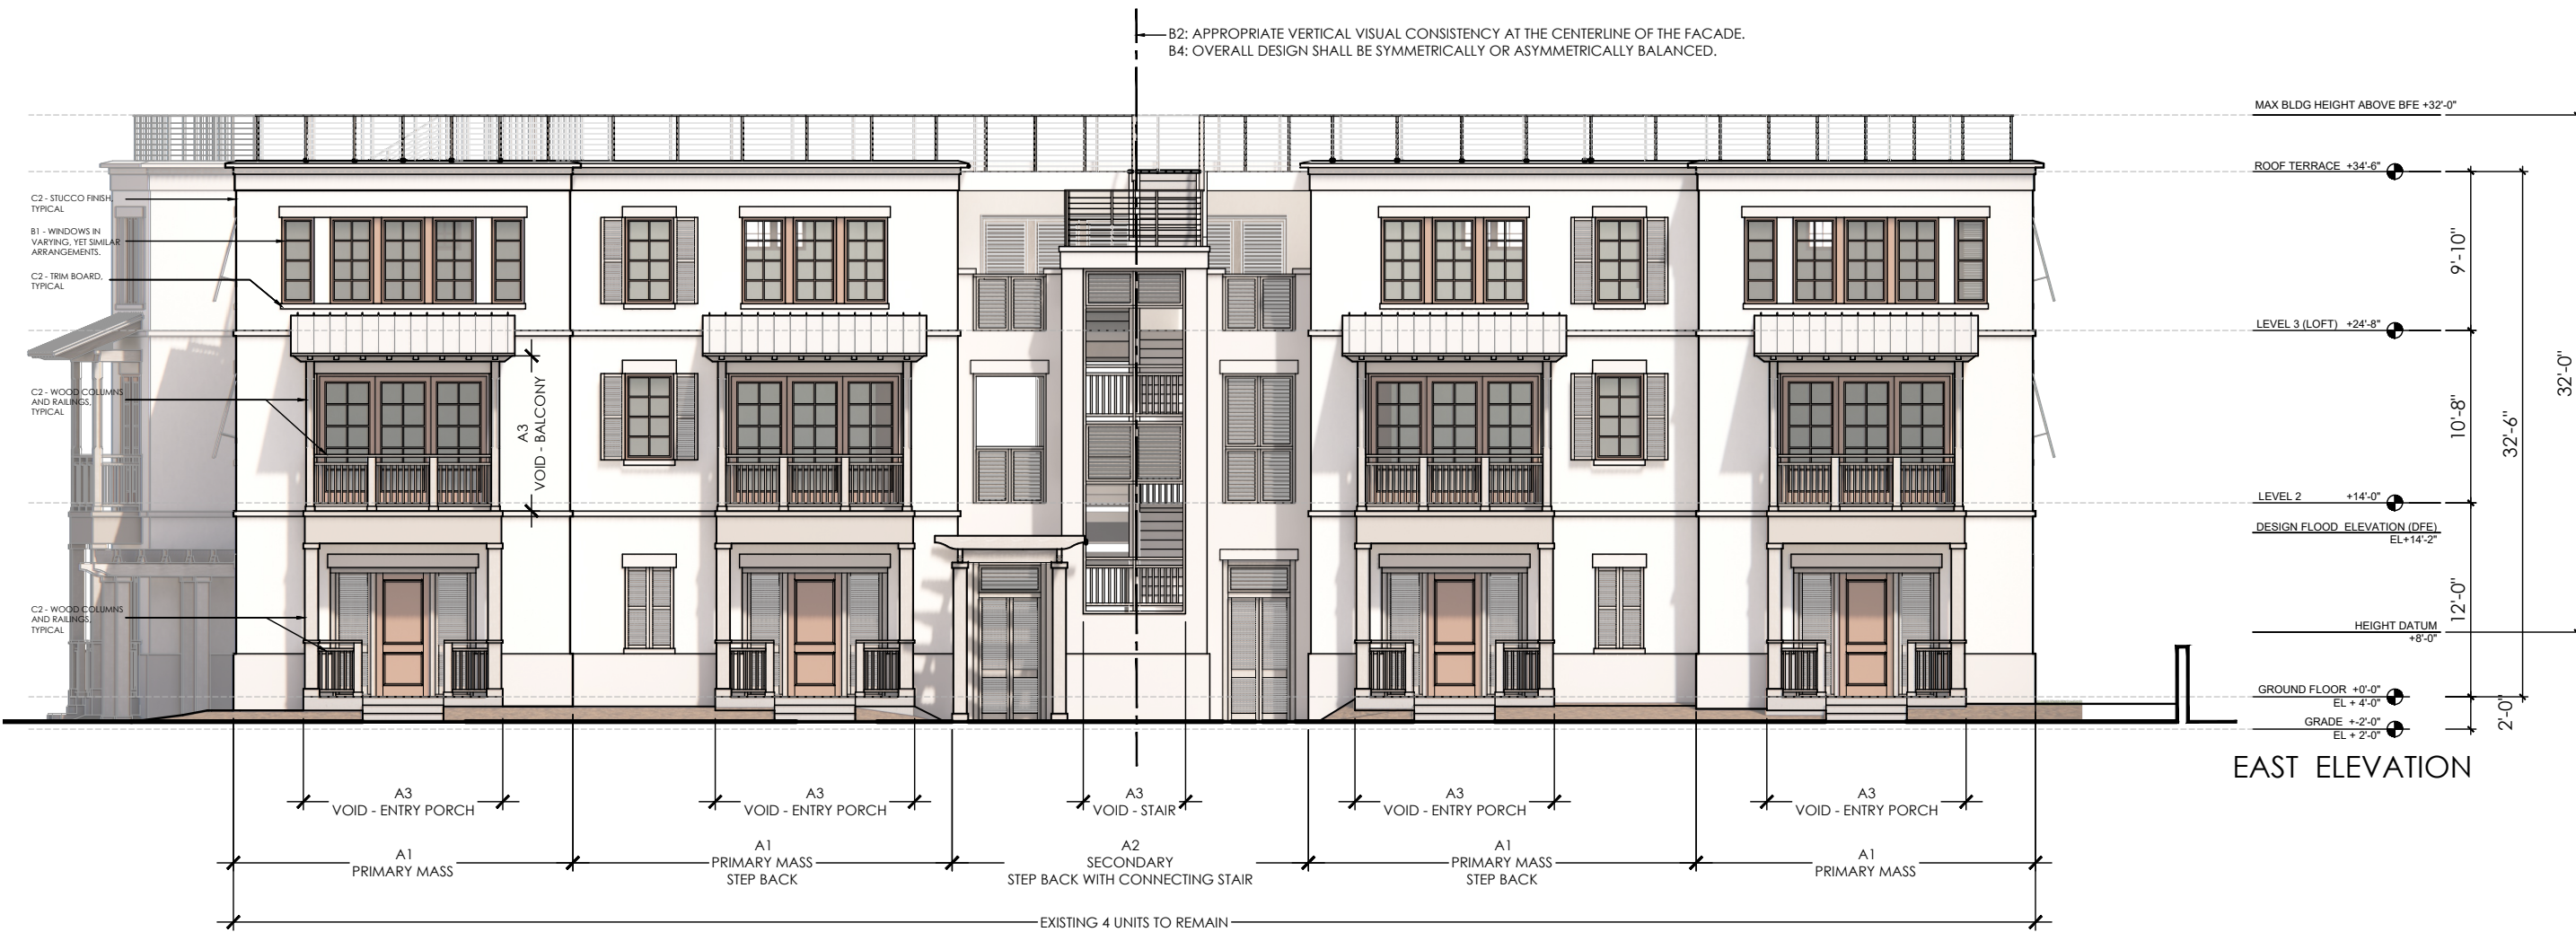 B2: APPROPRIATE VERTICAL VISUAL CONSISTENCY AT THE CENTERLINE OF THE FACADE.
B4: OVERALL DESIGN SHALL BE SYMMETRICALLY OR ASYMMETRICALLY BALANCED.
MAX BLDG HEIGHT ABOVE BFE +32'-0"
ROOF TERRACE +34'-6"
C2 - STUCCO FINISH,
TYPICAL
B1 - WINDOWS IN
VARYING, YET SIMILAR
ARRANGEMENTS.
C2 - TRIM BOARD,
TYPICAL
9'-10"
LEVEL 3 (LOFT) +24'-8"
32'-0"
C2 - WOOD COLUMNS
AND RAILINGS,
TYPICAL
A3
VOID - BALCONY
10'-8"
32'-6"
LEVEL 2 +14'-0"
DESIGN FLOOD ELEVATION (DFE)
EL+14'-2"
C2 - WOOD COLUMNS
AND RAILINGS,
TYPICAL
12'-0"
HEIGHT DATUM
+8'-0"
GROUND FLOOR +0'-0"
EL + 4'-0"
2'-0"
GRADE +-2'-0"
EL + 2'-0"
EAST ELEVATION
A3
VOID - ENTRY PORCH
A3
VOID - ENTRY PORCH
A3
VOID - STAIR
A3
VOID - ENTRY PORCH
A3
VOID - ENTRY PORCH
A1
PRIMARY MASS
A1
PRIMARY MASS
STEP BACK
A2
SECONDARY
STEP BACK WITH CONNECTING STAIR
A1
PRIMARY MASS
STEP BACK
A1
PRIMARY MASS
EXISTING 4 UNITS TO REMAIN